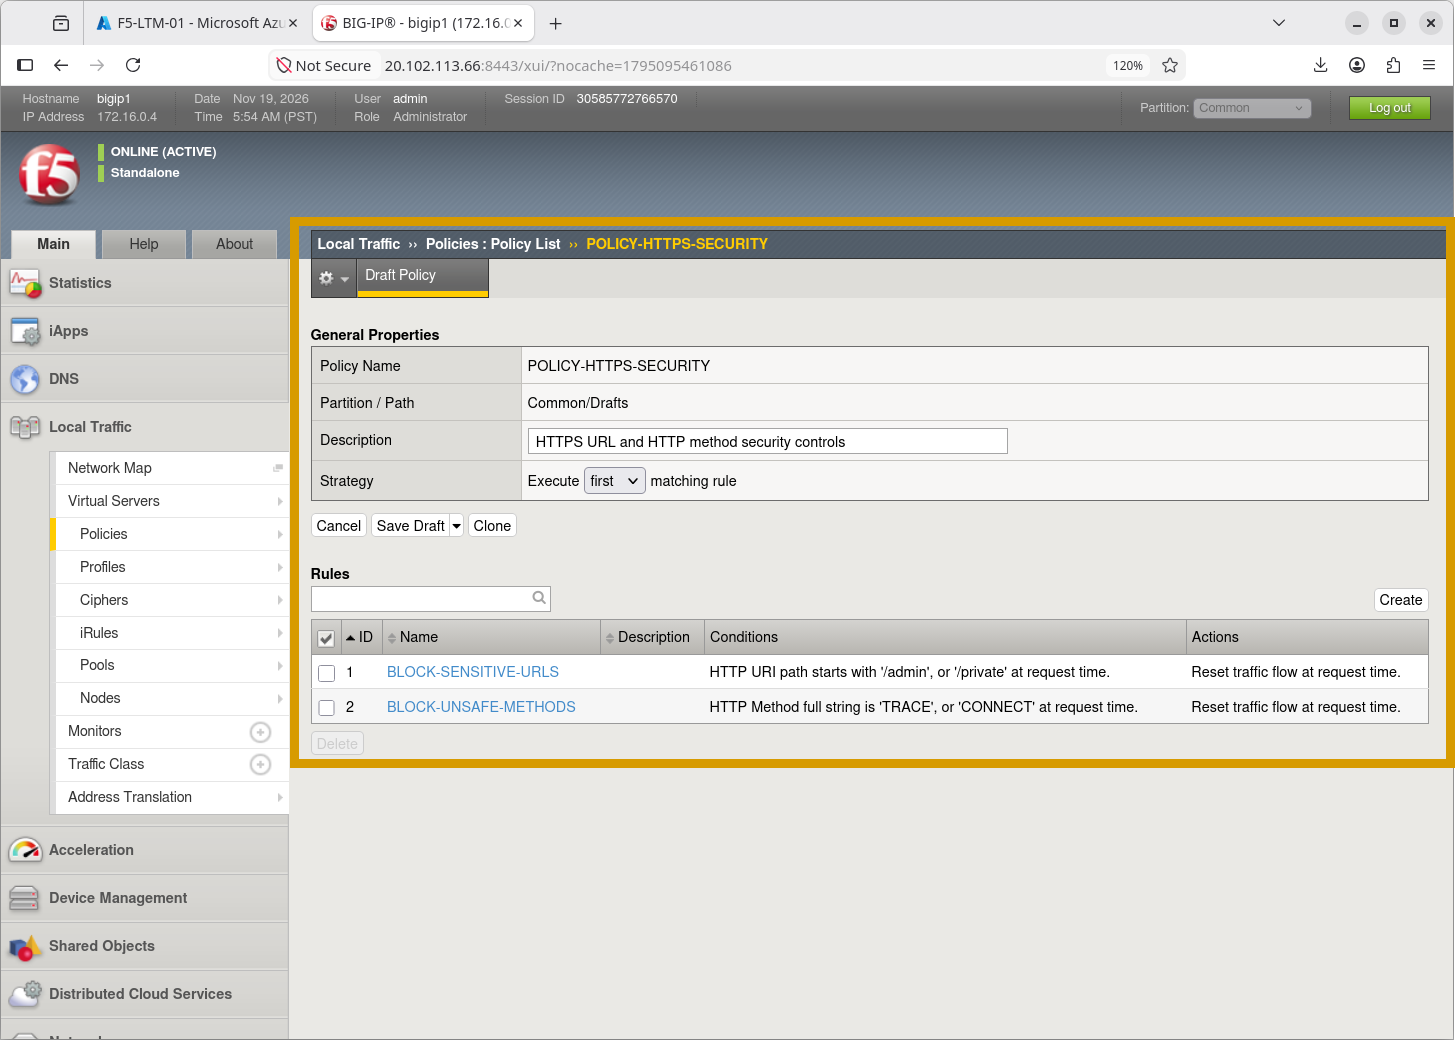 F5-LTM-01 - Microsoft Azu
BIG-IP® - bigip1 (172.16.0
Not Secure 20.102.113.66:8443/xui/?nocache=1795095461086 120%
Hostname bigip1 Date Nov 19, 2026 User admin Session ID 30585772766570
IP Address 172.16.0.4 Time 5:54 AM (PST) Role Administrator
Partition: Common Log out
f5
ONLINE (ACTIVE)
Standalone
Main Help About
Statistics
iApps
DNS
Local Traffic
Network Map
Virtual Servers
Policies
Profiles
Ciphers
iRules
Pools
Nodes
Monitors
Traffic Class
Address Translation
Acceleration
Device Management
Shared Objects
Distributed Cloud Services
Local Traffic ›› Policies : Policy List ›› POLICY-HTTPS-SECURITY
Draft Policy
General Properties
Policy Name POLICY-HTTPS-SECURITY
Partition / Path Common/Drafts
Description HTTPS URL and HTTP method security controls
Strategy Execute first matching rule
Cancel Save Draft Clone
Rules
Create
ID Name Description Conditions Actions
1 BLOCK-SENSITIVE-URLS HTTP URI path starts with '/admin', or '/private' at request time. Reset traffic flow at request time.
2 BLOCK-UNSAFE-METHODS HTTP Method full string is 'TRACE', or 'CONNECT' at request time. Reset traffic flow at request time.
Delete